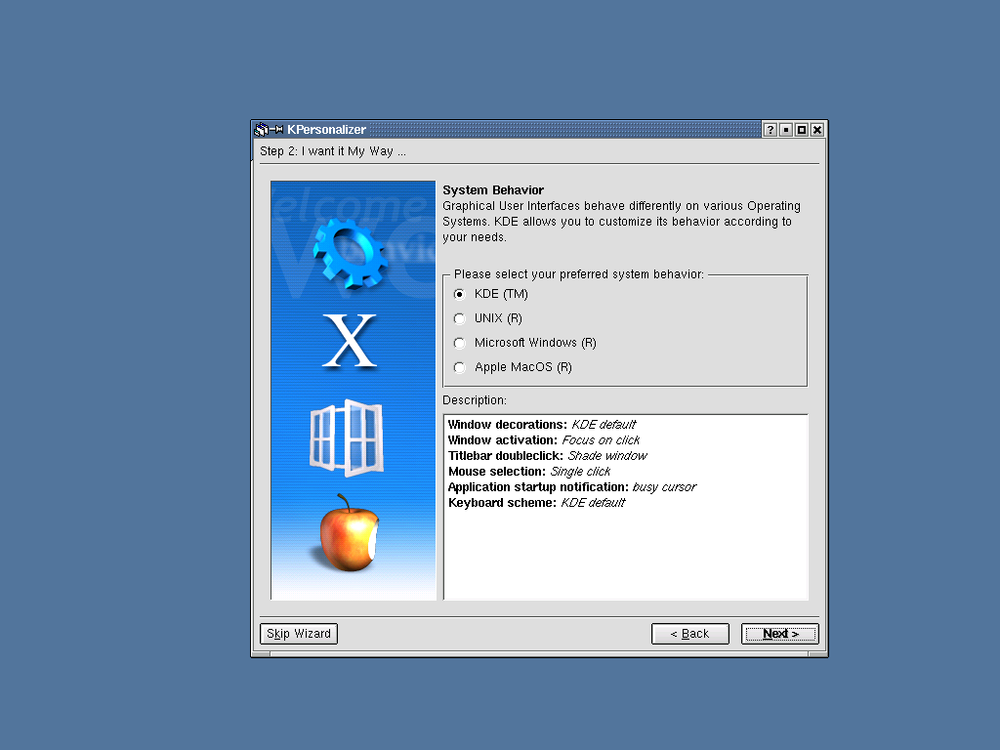 KPersonalizer
Step 2: I want it My Way ...
Welcome
System Behavior
Graphical User Interfaces behave differently on various Operating
Systems. KDE allows you to customize its behavior according to
your needs.
Please select your preferred system behavior:
KDE (TM)
UNIX (R)
Microsoft Windows (R)
Apple MacOS (R)
X
Description:
Window decorations: KDE default
Window activation: Focus on click
Titlebar doubleclick: Shade window
Mouse selection: Single click
Application startup notification: busy cursor
Keyboard scheme: KDE default
Skip Wizard
< Back
Next >